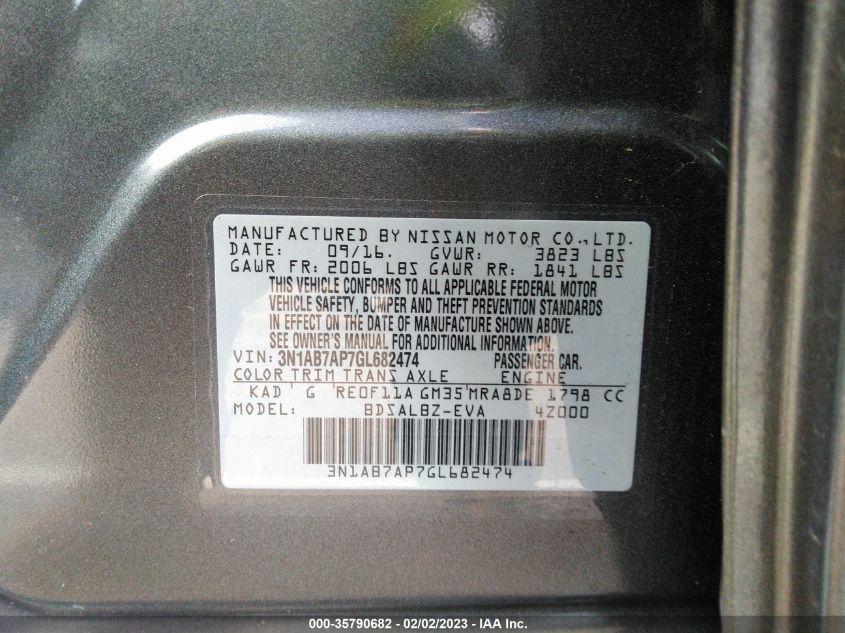 MANUFACTURED BY NISSAN MOTOR CO., LTD.
DATE: 09/16. GVWR: 3823 LBS
GAWR FR: 2006 LBS GAWR RR: 1841 LBS
THIS VEHICLE CONFORMS TO ALL APPLICABLE FEDERAL MOTOR
VEHICLE SAFETY, BUMPER AND THEFT PREVENTION STANDARDS
IN EFFECT ON THE DATE OF MANUFACTURE SHOWN ABOVE.
SEE OWNER'S MANUAL FOR ADDITIONAL INFORMATION.
VIN: 3N1AB7AP7GL682474 PASSENGER CAR.
COLOR TRIM TRANS AXLE ENGINE
KAD ' G 'RE0F11A GM35'MRA8DE 1798 CC
MODEL: BDSALBZ-EVA 4Z000
3N1AB7AP7GL682474
000-35790682 - 02/02/2023 - IAA Inc.